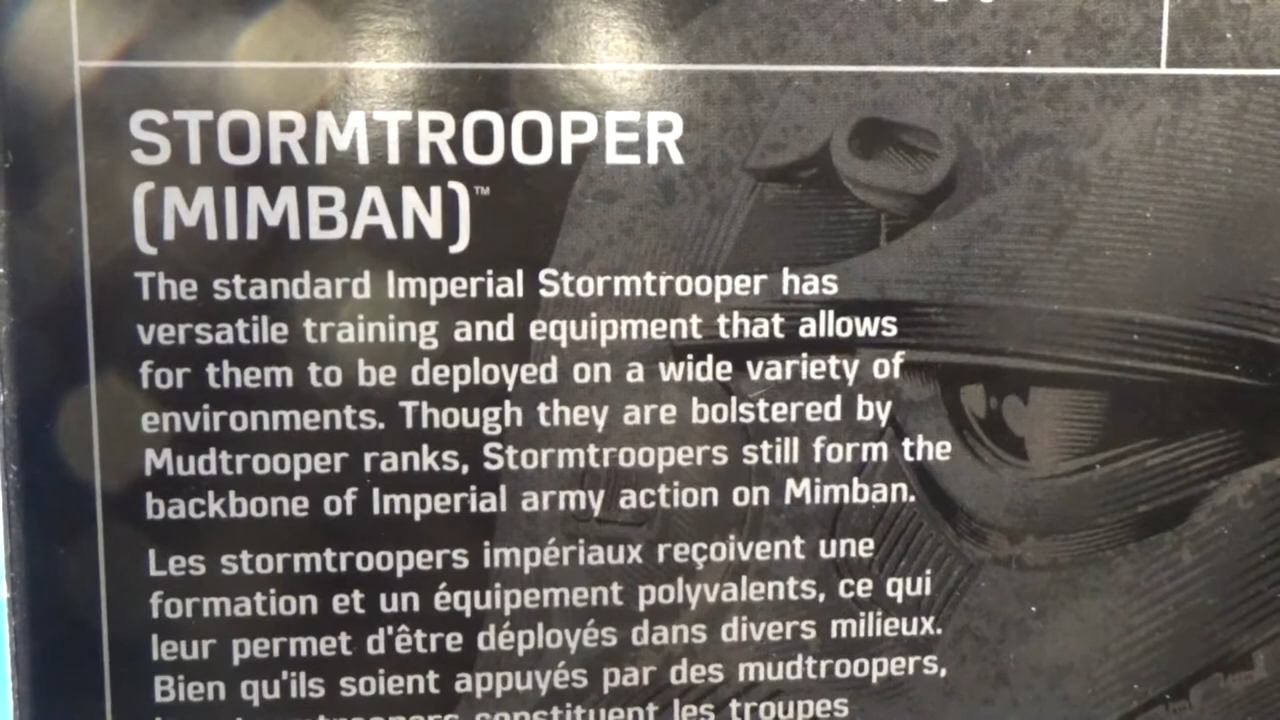 STORMTROOPER
(MIMBAN)™
The standard Imperial Stormtrooper has
versatile training and equipment that allows
for them to be deployed on a wide variety of
environments. Though they are bolstered by
Mudtrooper ranks, Stormtroopers still form the
backbone of Imperial army action on Mimban.
Les stormtroopers impériaux reçoivent une
formation et un équipement polyvalents, ce qui
leur permet d'être déployés dans divers milieux.
Bien qu'ils soient appuyés par des mudtroopers,
constituent les troupes